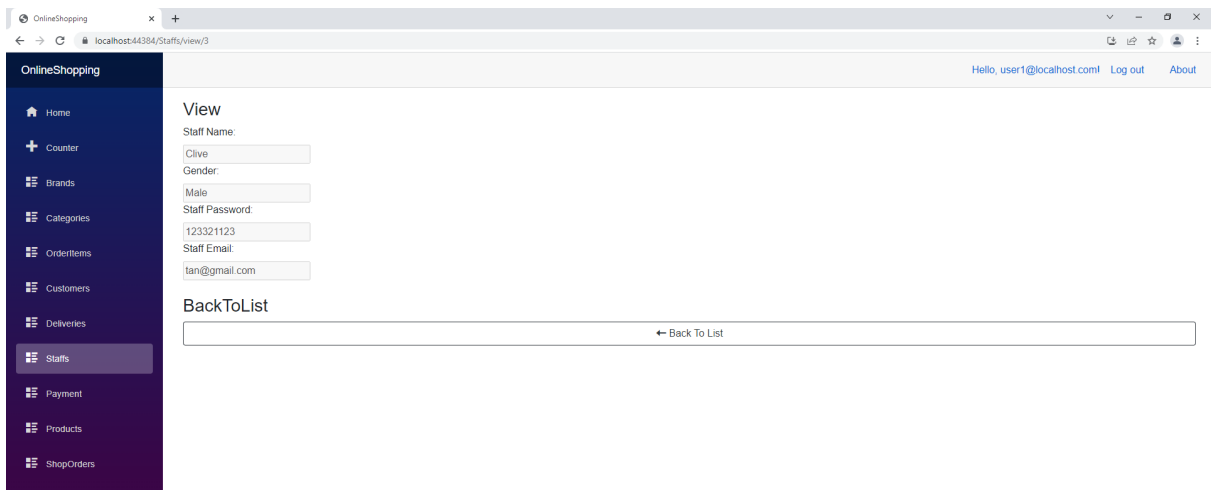 OnlineShopping
localhost:44384/Staffs/view/3
OnlineShopping
Hello, user1@localhost.com! Log out About
Home
Counter
Brands
Categories
OrderItems
Customers
Deliveries
Staffs
Payment
Products
ShopOrders
View
Staff Name:
Clive
Gender:
Male
Staff Password:
123321123
Staff Email:
tan@gmail.com
BackToList
Back To List